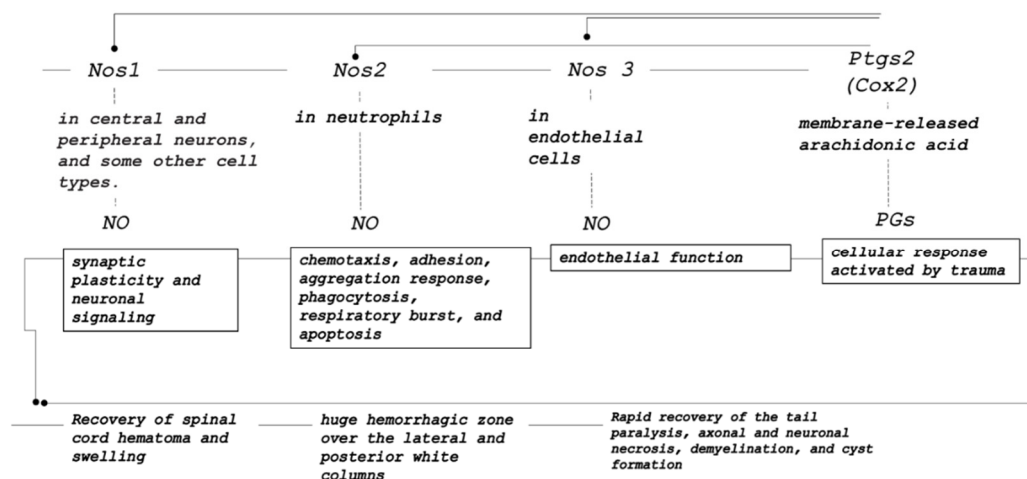 Nos1
Nos2
Nos 3
Ptgs2
(Cox2)
in central and
peripheral neurons,
and some other cell
types.
in neutrophils
in
endothelial
cells
membrane-released
arachidonic acid
NO
NO
NO
PGs
synaptic
plasticity and
neuronal
signaling
chemotaxis, adhesion,
aggregation response,
phagocytosis,
respiratory burst, and
apoptosis
endothelial function
cellular response
activated by trauma
Recovery of spinal
cord hematoma and
swelling
huge hemorrhagic zone
over the lateral and
posterior white
columns
Rapid recovery of the tail
paralysis, axonal and neuronal
necrosis, demyelination, and cyst
formation